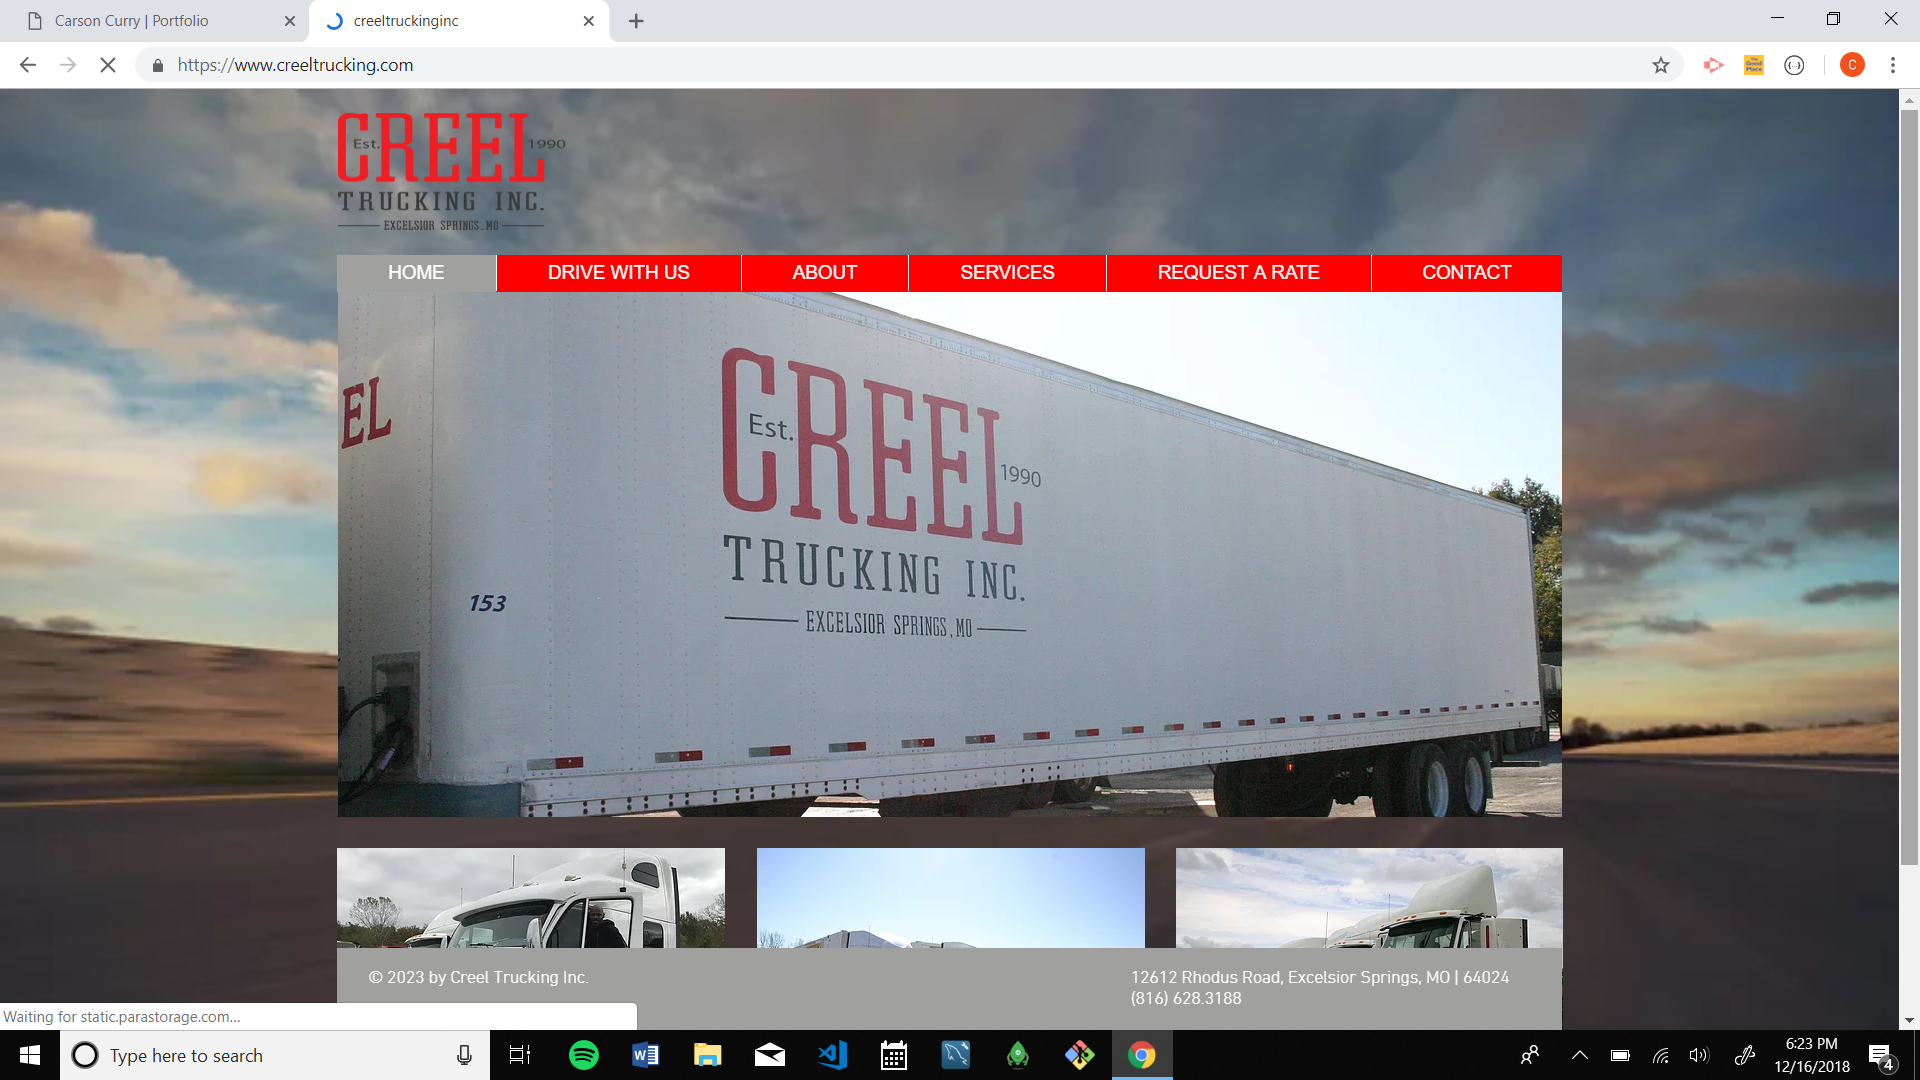 Carson Curry | Portfolio
creeltruckinginc
https://www.creeltrucking.com
The
Good
Place
C
CREEL
Est. 1990
TRUCKING INC.
EXCELSIOR SPRINGS, MO
HOME
DRIVE WITH US
ABOUT
SERVICES
REQUEST A RATE
CONTACT
EL
CREEL
Est. 1990
TRUCKING INC.
EXCELSIOR SPRINGS, MO
153
© 2023 by Creel Trucking Inc.
12612 Rhodus Road, Excelsior Springs, MO | 64024
(816) 628.3188
Waiting for static.parastorage.com...
Type here to search
6:23 PM
12/16/2018
4